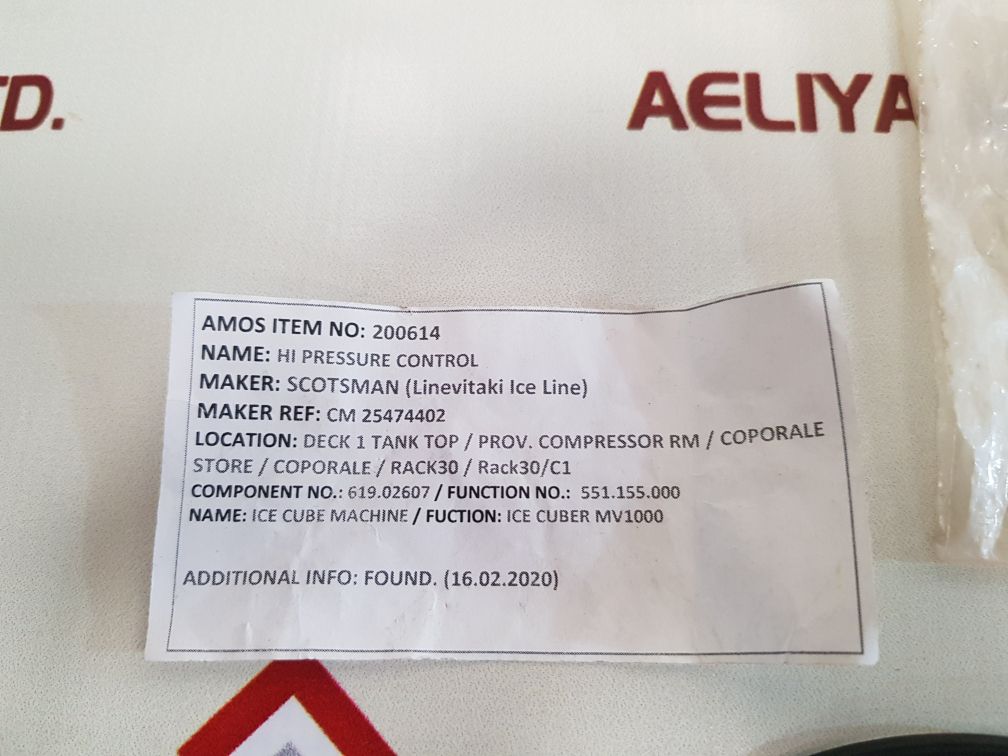 TD.
AELIYA
AMOS ITEM NO: 200614
NAME: HI PRESSURE CONTROL
MAKER: SCOTSMAN (Linevitaki Ice Line)
MAKER REF: CM 25474402
LOCATION: DECK 1 TANK TOP / PROV. COMPRESSOR RM / COPORALE
STORE / COPORALE / RACK30 / Rack30/C1
COMPONENT NO.: 619.02607 / FUNCTION NO.: 551.155.000
NAME: ICE CUBE MACHINE / FUCTION: ICE CUBER MV1000
ADDITIONAL INFO: FOUND. (16.02.2020)